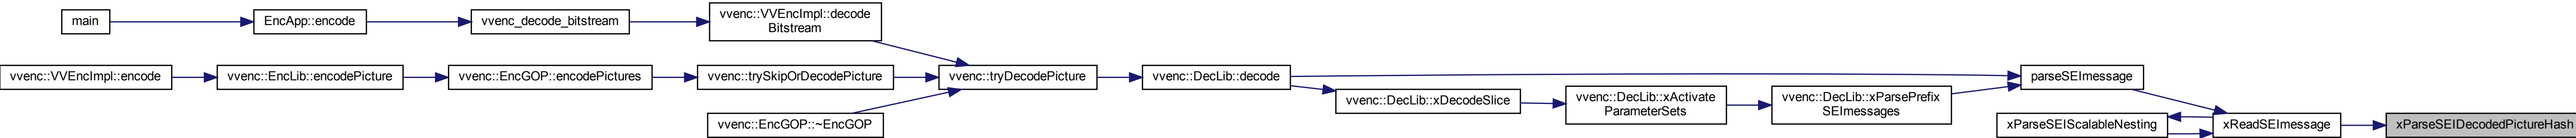 main
EncApp::encode
vvenc_decode_bitstream
vvenc::VVEncImpl::decode
Bitstream
vvenc::VVEncImpl::encode
vvenc::EncLib::encodePicture
vvenc::EncGOP::encodePictures
vvenc::trySkipOrDecodePicture
vvenc::tryDecodePicture
vvenc::DecLib::decode
parseSEImessage
vvenc::DecLib::xDecodeSlice
vvenc::DecLib::xActivate
ParameterSets
vvenc::DecLib::xParsePrefix
SEImessages
vvenc::EncGOP::~EncGOP
xParseSEIScalableNesting
xReadSEImessage
xParseSEIDecodedPictureHash